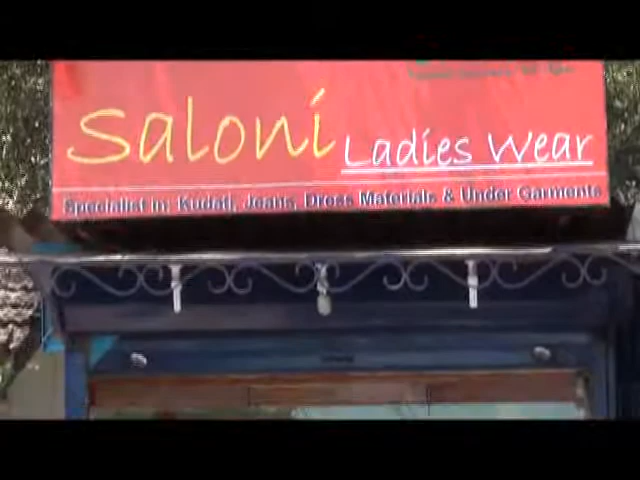 Saloni Ladies Wear
Specialist in: Kudati, Jeans, Dress Materials & Under Garments